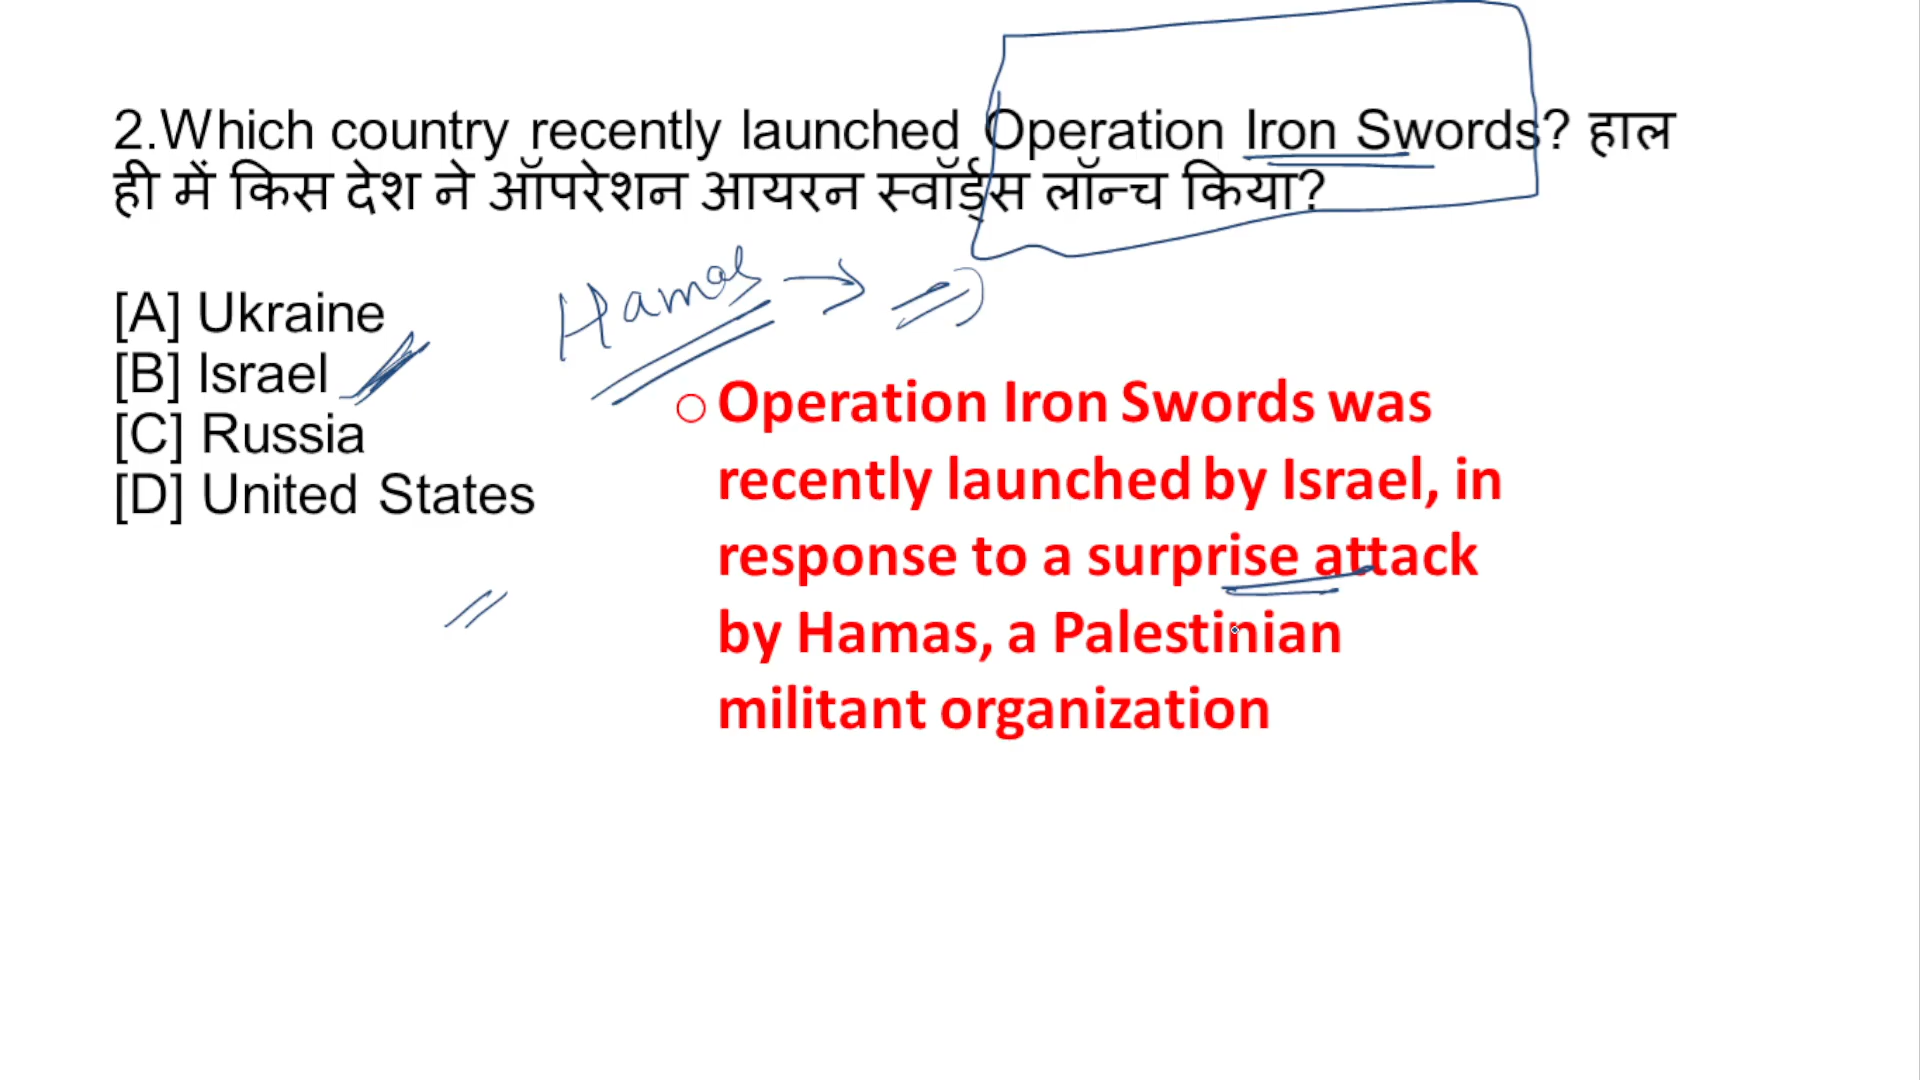 2.Which country recently launched Operation Iron Swords? हाल
ही में किस देश ने ऑपरेशन आयरन स्वॉर्ड्स लॉन्च किया?
Hamas
[A] Ukraine
[B] Israel
[C] Russia
[D] United States
Operation Iron Swords was
recently launched by Israel, in
response to a surprise attack
by Hamas, a Palestinian
militant organization